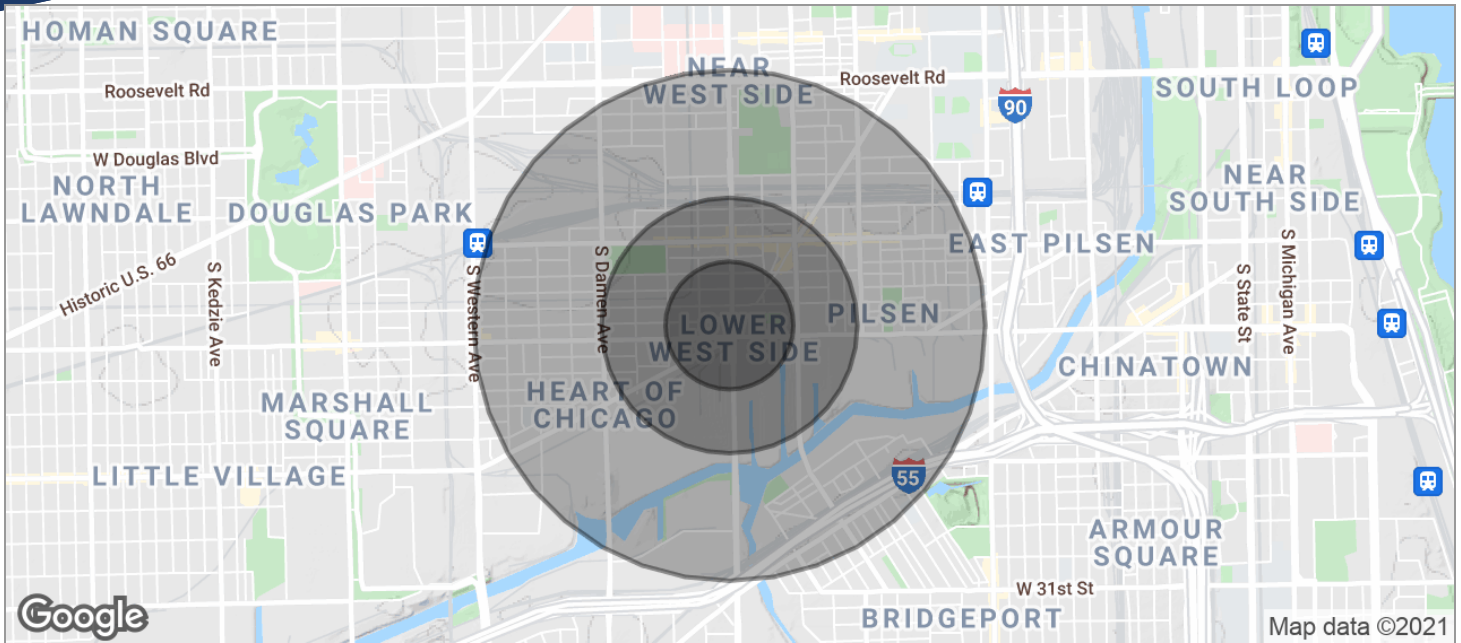 HOMAN SQUARE
Roosevelt Rd
NEAR
WEST SIDE
Roosevelt Rd
90
SOUTH LOOP
W Douglas Blvd
NORTH
LAWNDALE
DOUGLAS PARK
NEAR
SOUTH SIDE
EAST PILSEN
Historic U.S. 66
S Kedzie Ave
S Western Ave
S Damen Ave
S State St
S Michigan Ave
LOWER
WEST SIDE
PILSEN
CHINATOWN
HEART OF
CHICAGO
MARSHALL
SQUARE
LITTLE VILLAGE
55
ARMOUR
SQUARE
W 31st St
BRIDGEPORT
Google
Map data ©2021